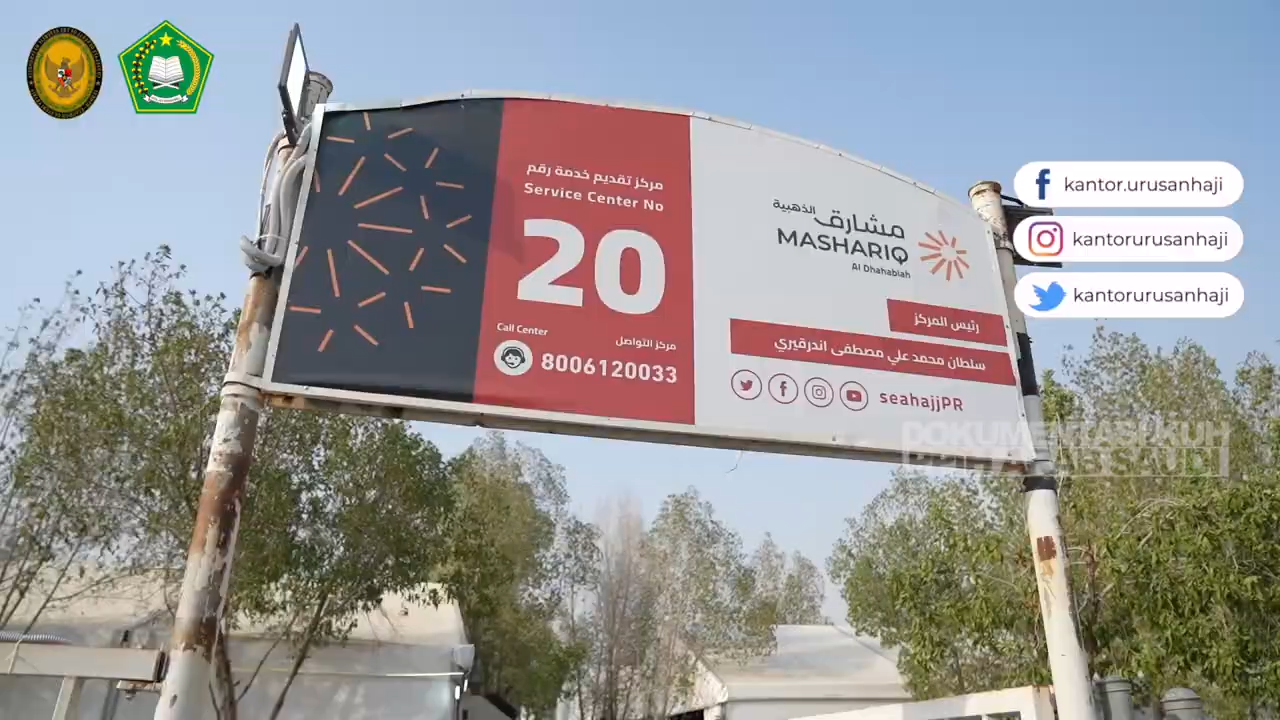 مركز تقديم خدمة رقم
Service Center No
20
Call Center
مركز التواصل
8006120033
مشارق الذهبية
MASHARIQ
Al Dhahabiah
رئيس المركز
سلطان محمد علي مصطفى اندرقيري
seahajjPR
kantor.urusanhaji
kantorurusanhaji
kantorurusanhaji